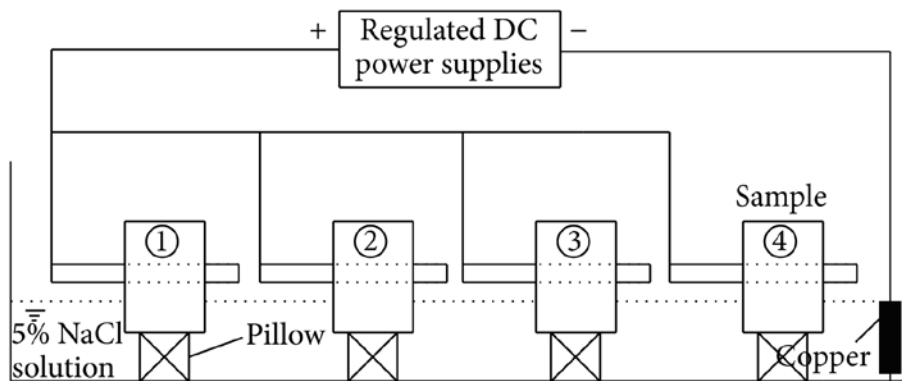 + Regulated DC −
power supplies
Sample
① ② ③ ④
5% NaCl
solution
Pillow
Copper